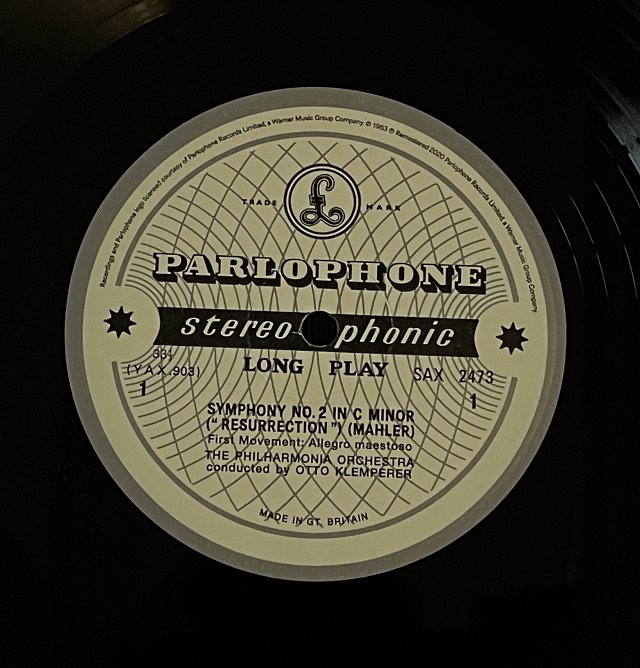 Recordings and Parlophone logo licensed courtesy of Parlophone Records Limited, a Warner Music Group Company. ℗ 1963 ℗ Remastered 2020 Parlophone Records Limited, a Warner Music Group Company.
TRADE £ MARK
PARLOPHONE
stereo-phonic
LONG PLAY
33⅓
(YAX.903)
1
SAX 2473
1
SYMPHONY NO. 2 IN C MINOR
("RESURRECTION") (MAHLER)
First Movement: Allegro maestoso
THE PHILHARMONIA ORCHESTRA
conducted by OTTO KLEMPERER
MADE IN GT. BRITAIN